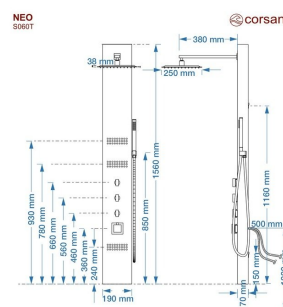 NEO
S060T
corsan
380 mm
38 mm
250 mm
1560 mm
930 mm
780 mm
660 mm
560 mm
460 mm
360 mm
240 mm
850 mm
1160 mm
500 mm
150 mm
190 mm
70 mm